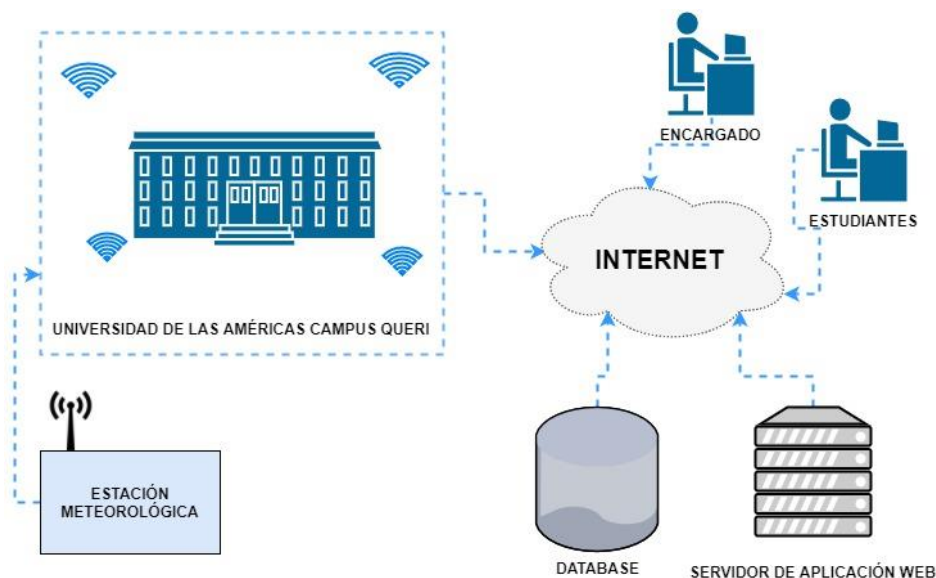 ENCARGADO
ESTUDIANTES
INTERNET
UNIVERSIDAD DE LAS AMÉRICAS CAMPUS QUERI
ESTACIÓN
METEOROLÓGICA
DATABASE
SERVIDOR DE APLICACIÓN WEB